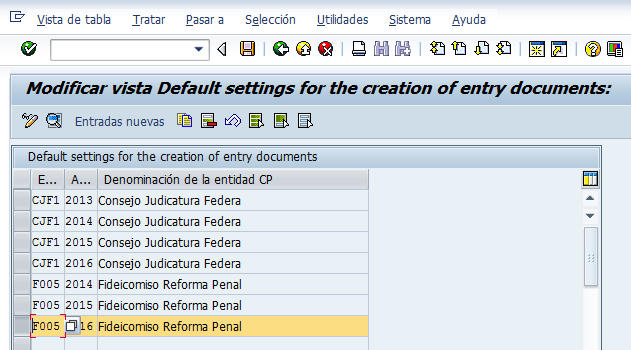 Vista de tabla Tratar Pasar a Selección Utilidades Sistema Ayuda
Modificar vista Default settings for the creation of entry documents:
Entradas nuevas
Default settings for the creation of entry documents
E... A... Denominación de la entidad CP
CJF1 2013 Consejo Judicatura Federa
CJF1 2014 Consejo Judicatura Federa
CJF1 2015 Consejo Judicatura Federa
CJF1 2016 Consejo Judicatura Federa
F005 2014 Fideicomiso Reforma Penal
F005 2015 Fideicomiso Reforma Penal
F005 16 Fideicomiso Reforma Penal